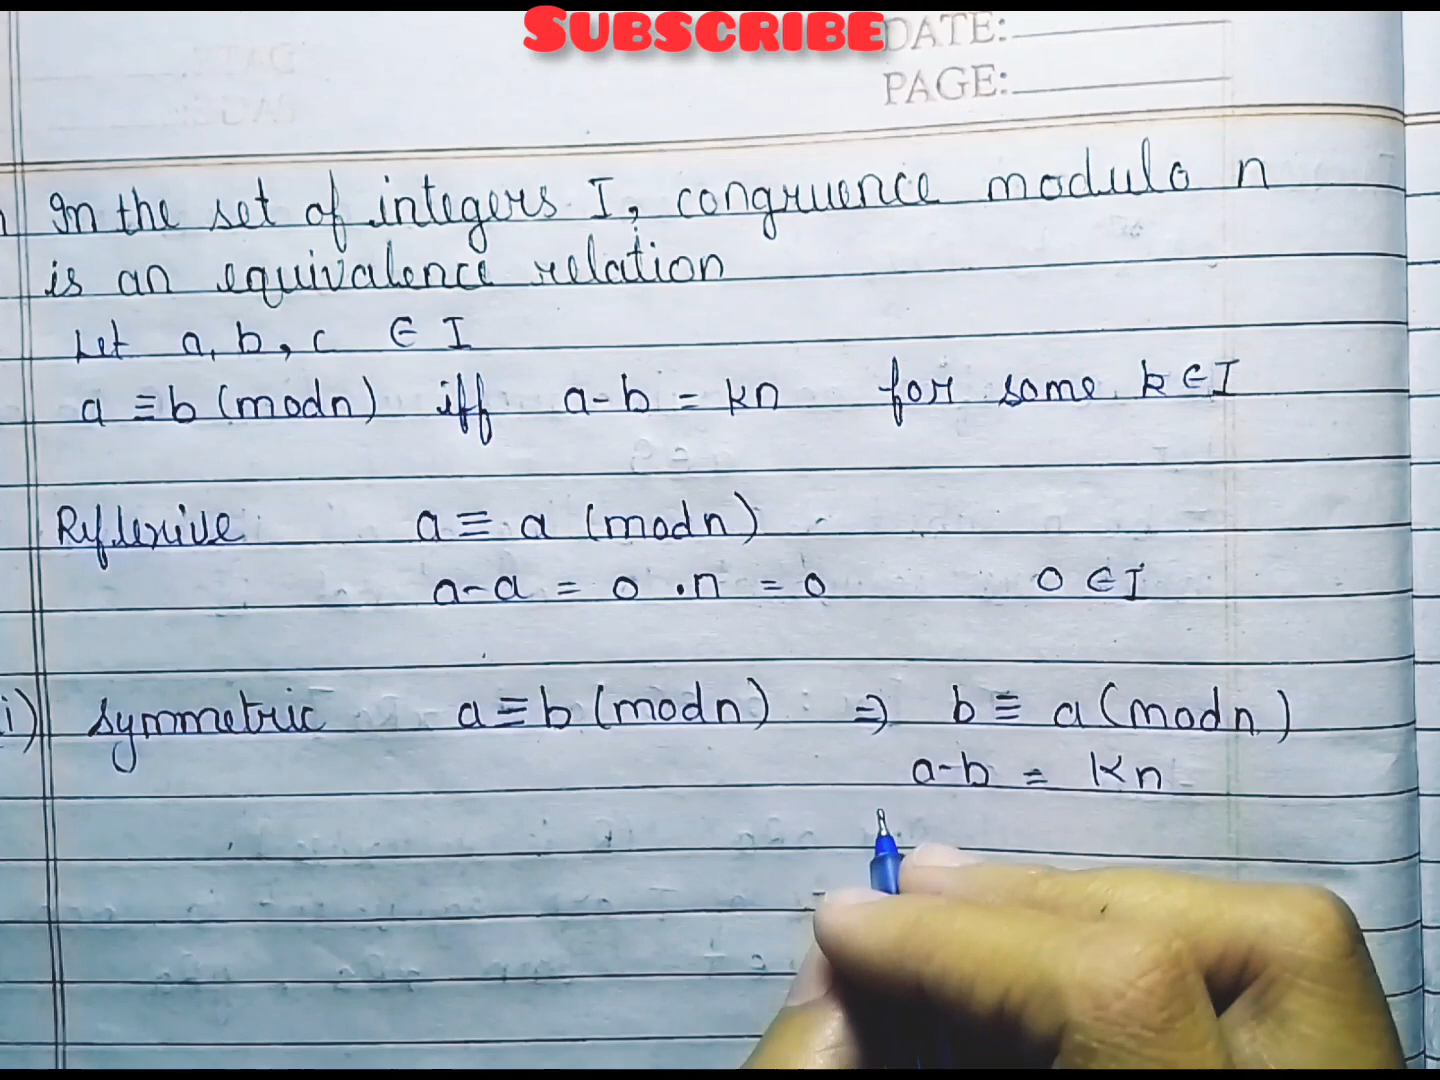 SUBSCRIBE
DATE:
PAGE:
In the set of integers I, congruence modulo n
is an equivalence relation
Let a, b, c ∈ I
a ≡ b (mod n) iff a-b = kn for some k ∈ I
Reflexive a ≡ a (mod n)
a-a = 0 .n = 0 0 ∈ I
i) Symmetric a ≡ b (mod n) ⇒ b ≡ a (mod n)
a-b = kn